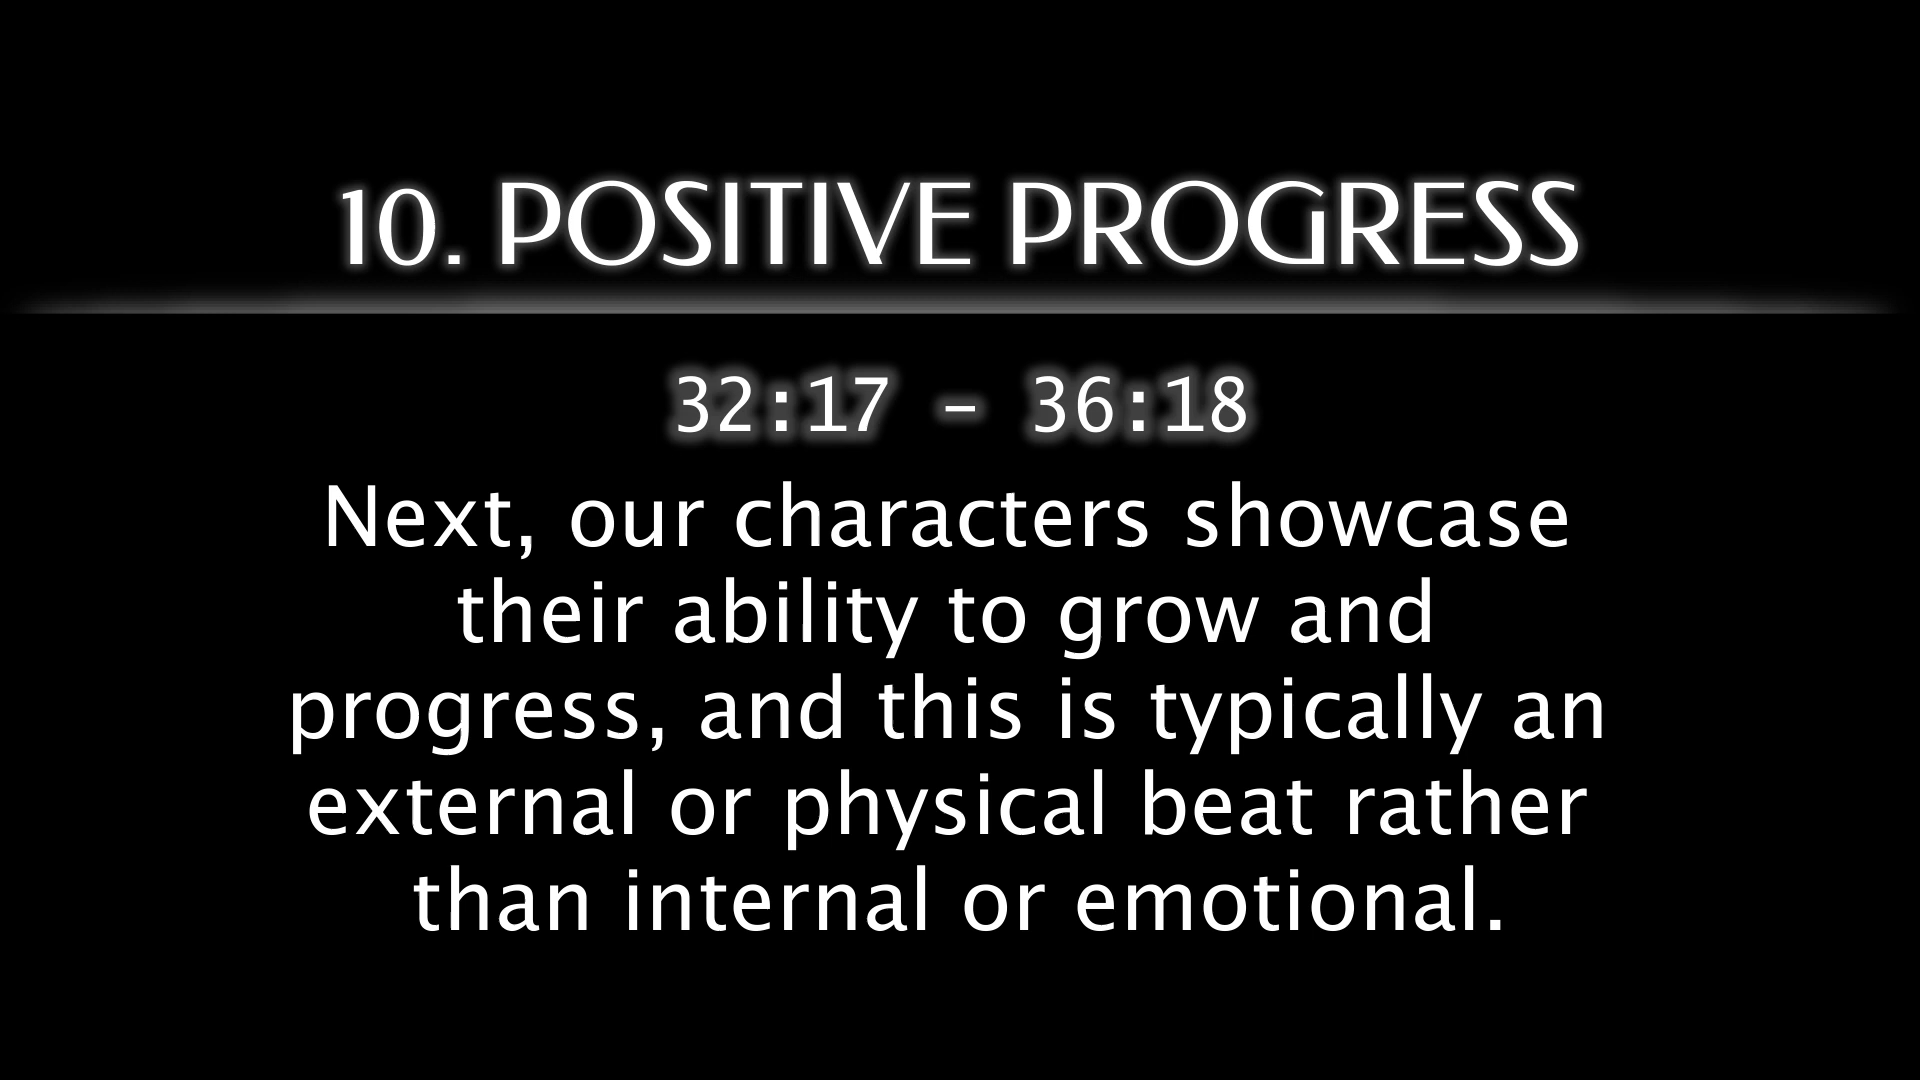 10. POSITIVE PROGRESS
32:17 – 36:18
Next, our characters showcase
their ability to grow and
progress, and this is typically an
external or physical beat rather
than internal or emotional.